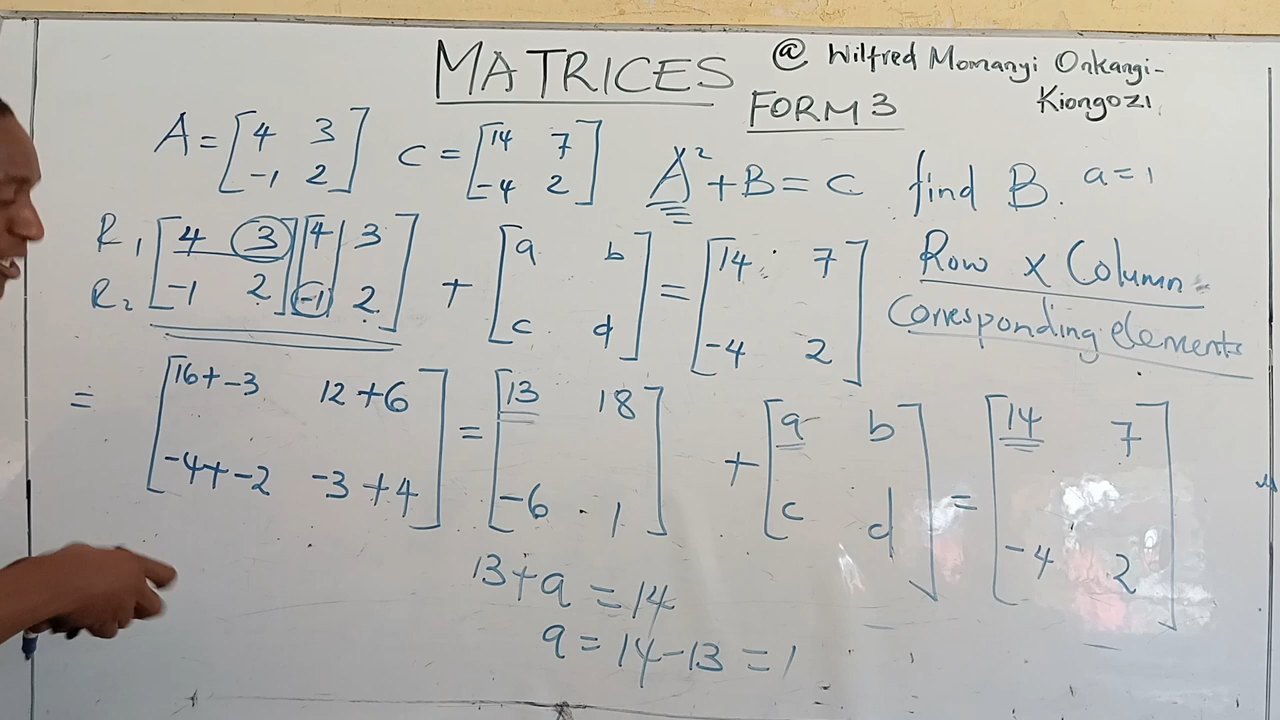 MATRICES @ Wilfred Momanyi Onkangi-
FORM 3 Kiongozi
A = [4 3 C = [14 7 A² + B = C find B. a = 1
-1 2] -4 2]
R1 [4 3 [4 3 + [a b = [14 7 Row x Column
R2 -1 2] -1 2] c d] -4 2] Corresponding elements
= [16+-3 12+6 = [13 18 + [a b = [14 7
-4+-2 -3+4] -6 1] c d] -4 2]
13+a = 14
a = 14-13 = 1